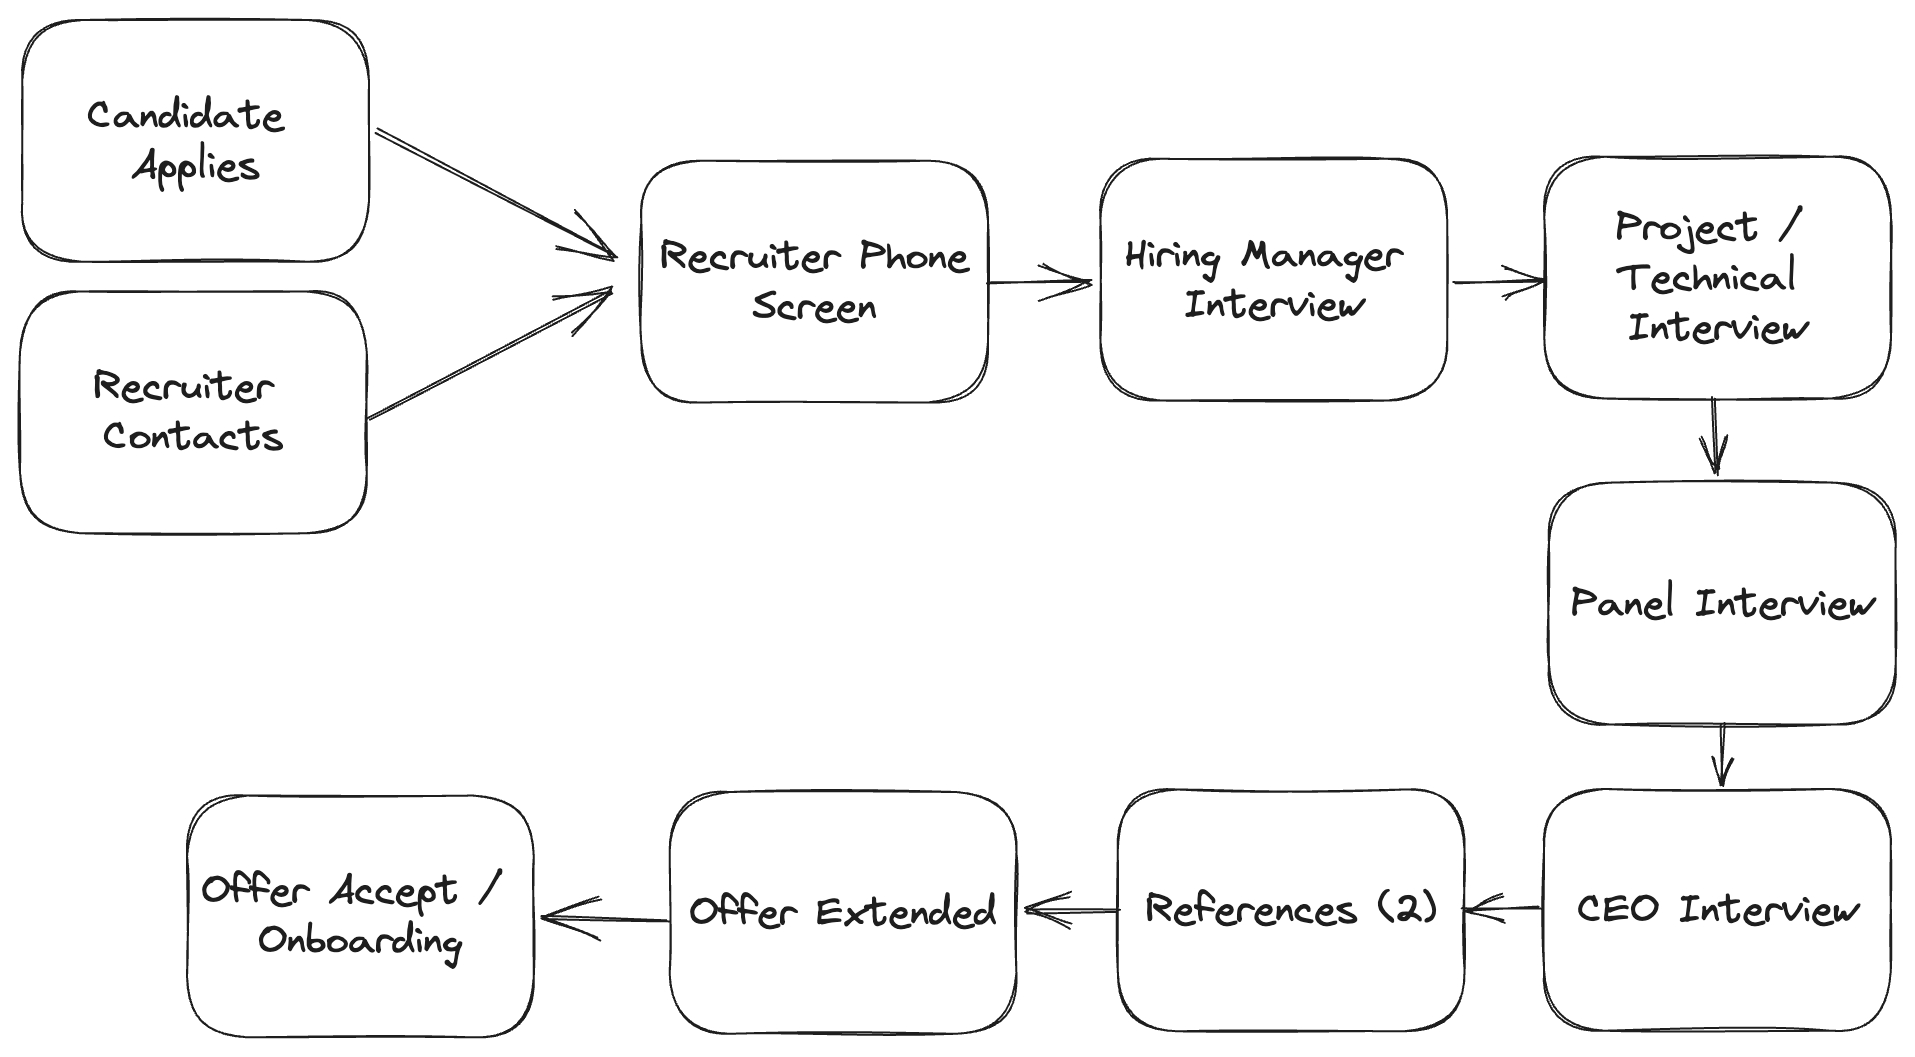 Candidate
Applies
Recruiter
Contacts
Recruiter Phone
Screen
Hiring Manager
Interview
Project /
Technical
Interview
Panel Interview
CEO Interview
References (2)
Offer Extended
Offer Accept /
Onboarding